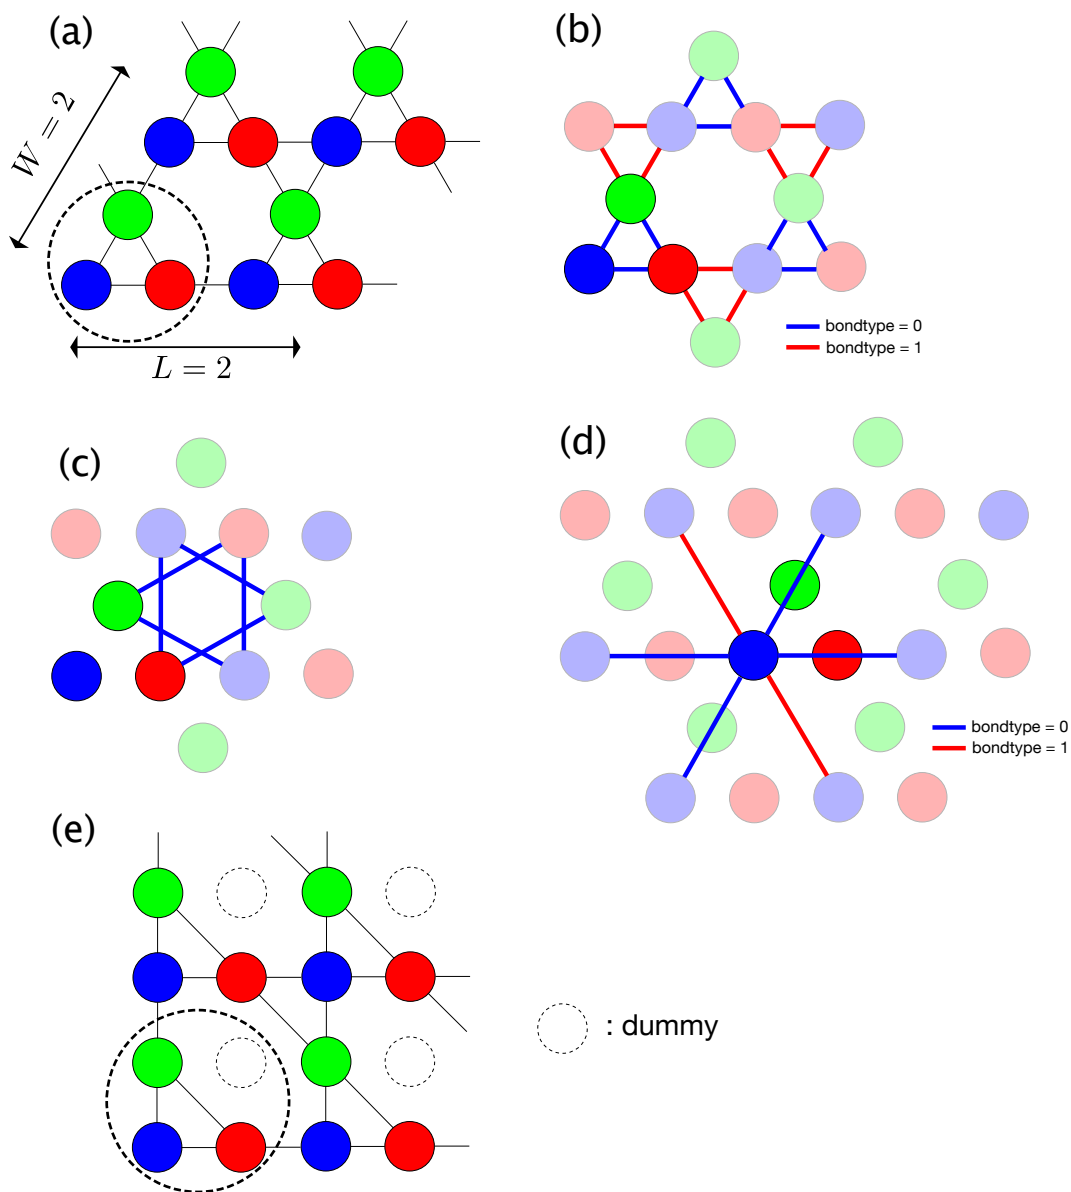 (a)
W = 2
L = 2
(b)
bondtype = 0
bondtype = 1
(c)
(d)
bondtype = 0
bondtype = 1
(e)
: dummy